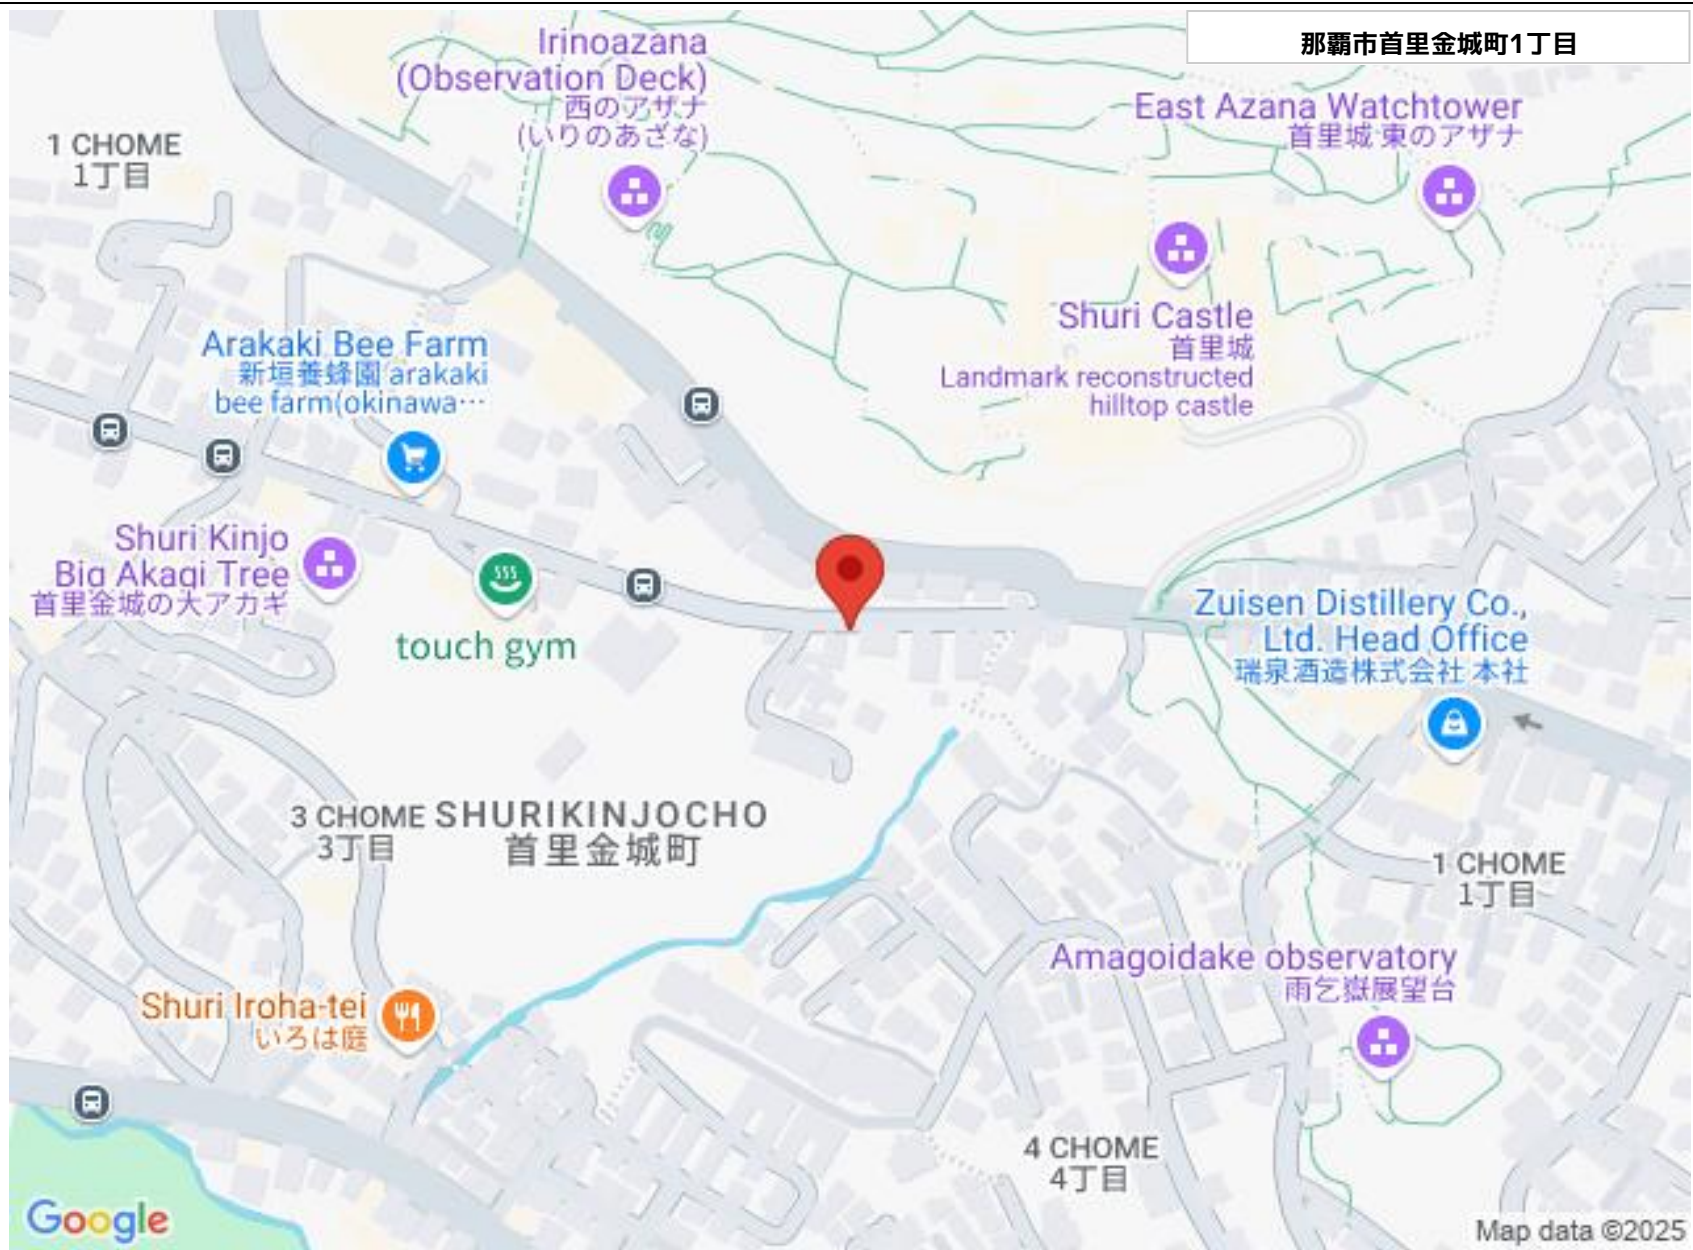 那覇市首里金城町1丁目
Irinoazana
(Observation Deck)
西のアザナ
(いりのあざな)
East Azana Watchtower
首里城 東のアザナ
1 CHOME
1丁目
Shuri Castle
首里城
Landmark reconstructed
hilltop castle
Arakaki Bee Farm
新垣養蜂園 arakaki
bee farm(okinawa…
Shuri Kinjo
Big Akagi Tree
首里金城の大アカギ
touch gym
Zuisen Distillery Co.,
Ltd. Head Office
瑞泉酒造株式会社 本社
3 CHOME
3丁目
SHURIKINJOCHO
首里金城町
1 CHOME
1丁目
Amagoidake observatory
雨乞嶽展望台
Shuri Iroha-tei
いろは庭
4 CHOME
4丁目
Google
Map data ©2025